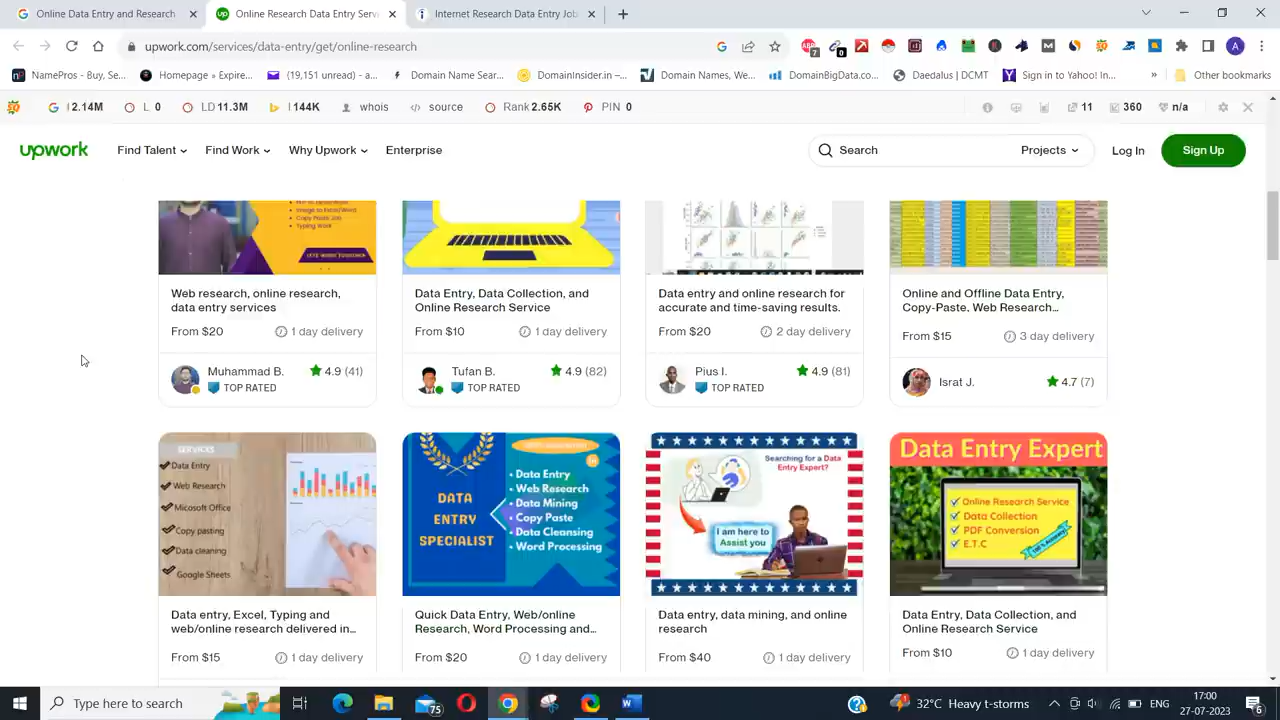 Online Data Entry and Research
Online Research Data Entry Serv
Internet Research Data Entry Job
upwork.com/services/data-entry/get/online-research
NamePros - Buy, Se...
Homepage » Expire...
(19,151 unread) - a...
Domain Name Sear...
DomainInsider.in –...
Domain Names, We...
DomainBigData.co...
Daedalus | DCMT
Sign in to Yahoo! In...
»
Other bookmarks
I 2.14M
L 0
LD 11.3M
I 144K
whois
source
Rank 2.65K
PIN 0
11
360
n/a
upwork
Find Talent
Find Work
Why Upwork
Enterprise
Search
Projects
Log In
Sign Up
Image to Excel/Word
Copy Paste Job
Typing Work
Web research, online research,
data entry services
From $20
1 day delivery
Muhammad B.
4.9 (41)
TOP RATED
Data Entry, Data Collection, and
Online Research Service
From $10
1 day delivery
Tufan B.
4.9 (82)
TOP RATED
Data entry and online research for
accurate and time-saving results.
From $20
2 day delivery
Pius I.
4.9 (81)
TOP RATED
Online and Offline Data Entry,
Copy-Paste, Web Research...
From $15
3 day delivery
Israt J.
4.7 (7)
SERVICES
Data Entry
Web Research
Microsoft Office
Copy pasting
Data cleaning
Google Sheets
Data entry, Excel, Typing and
web/online research delivered in...
From $15
1 day delivery
DATA
ENTRY
SPECIALIST
• Data Entry
• Web Research
• Data Mining
• Copy Paste
• Data Cleansing
• Word Processing
Quick Data Entry, Web/online
Research, Word Processing and...
From $20
1 day delivery
Searching for a Data
Entry Expert?
I am here to
Assist you
Data entry, data mining, and online
research
From $40
1 day delivery
Data Entry Expert
Online Research Service
Data Collection
PDF Conversion
E.T.C
Data Entry, Data Collection, and
Online Research Service
From $10
1 day delivery
Type here to search
75
32°C Heavy t-storms
ENG
17:00
27-07-2023
6